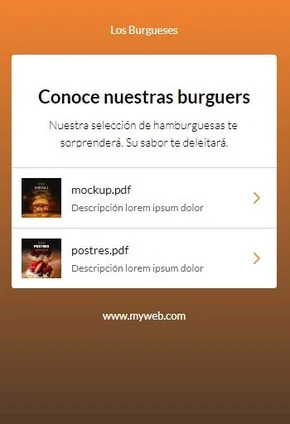 Los Burgueses
Conoce nuestras burguers
Nuestra selección de hamburguesas te
sorprenderá. Su sabor te deleitará.
mockup.pdf
Descripción lorem ipsum dolor
POSTRES
postres.pdf
Descripción lorem ipsum dolor
www.myweb.com